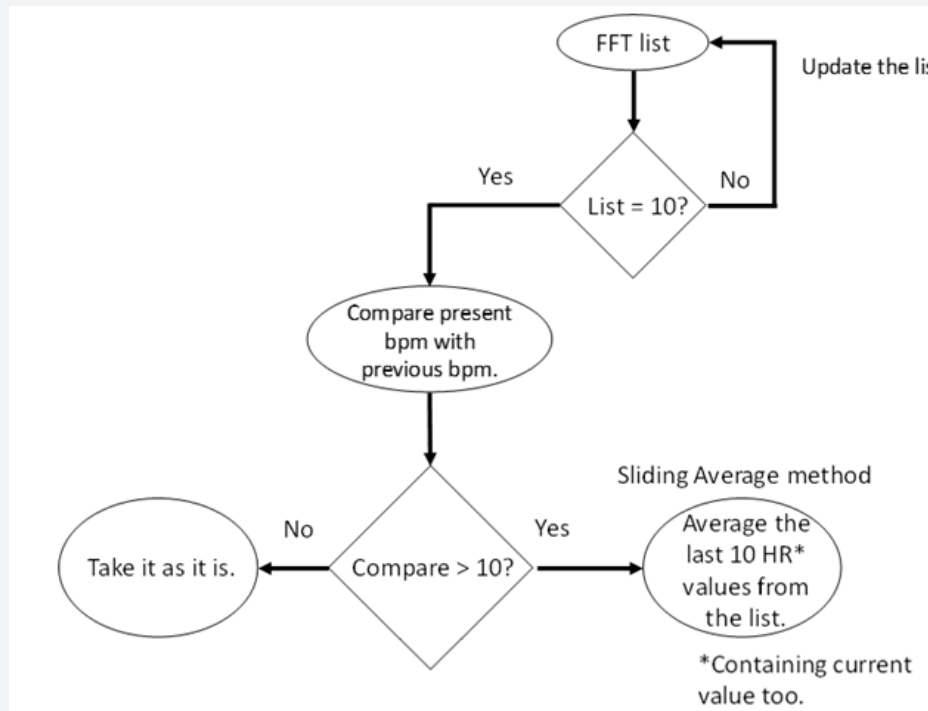 FFT list
Update the
Yes
No
List = 10?
Compare present
bpm with
previous bpm.
Sliding Average method
No
Yes
Take it as it is.
Compare > 10?
Average the
last 10 HR*
values from
the list.
*Containing current
value too.